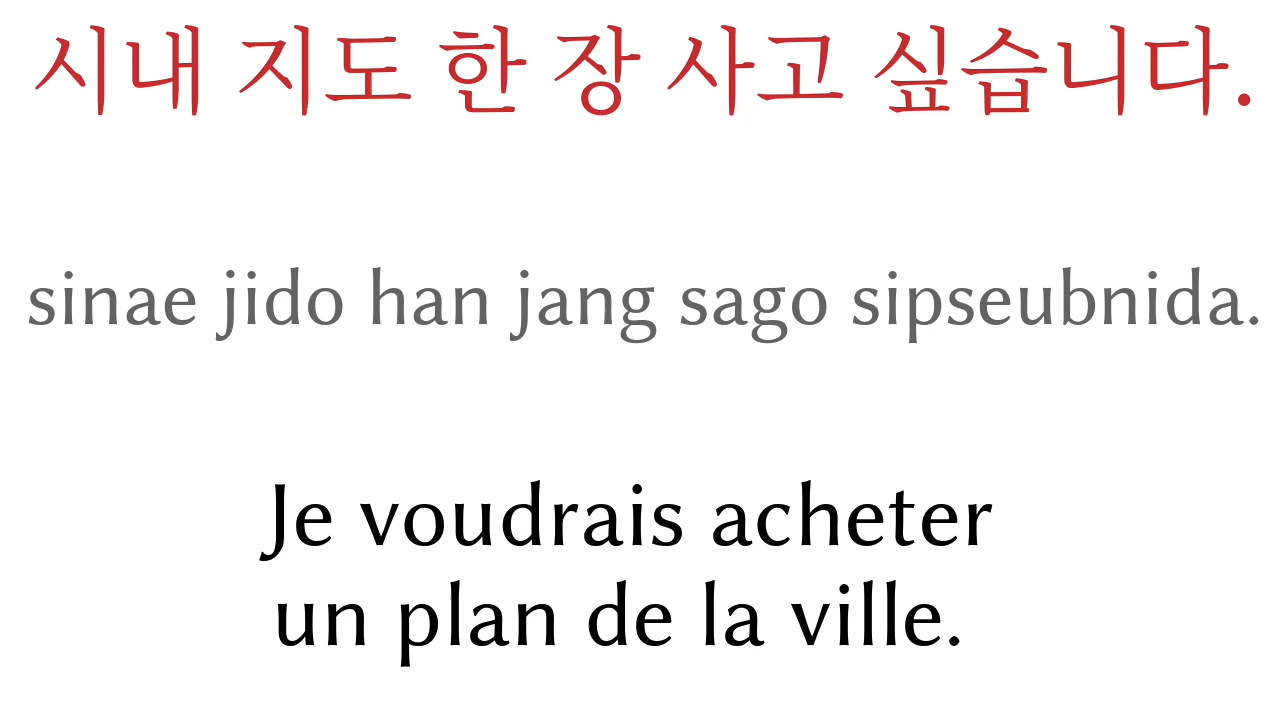 시내 지도 한 장 사고 싶습니다.
sinae jido han jang sago sipseubnida.
Je voudrais acheter
un plan de la ville.